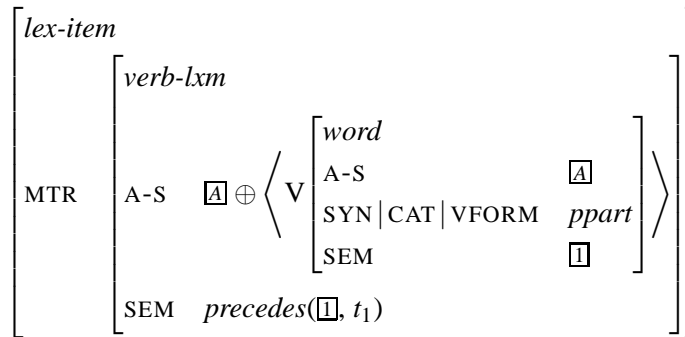 lex-item
verb-lxm
word
A-S A
MTR A-S A ⊕ ⟨ V SYN|CAT|VFORM ppart ⟩
SEM 1
SEM precedes(1, t₁)